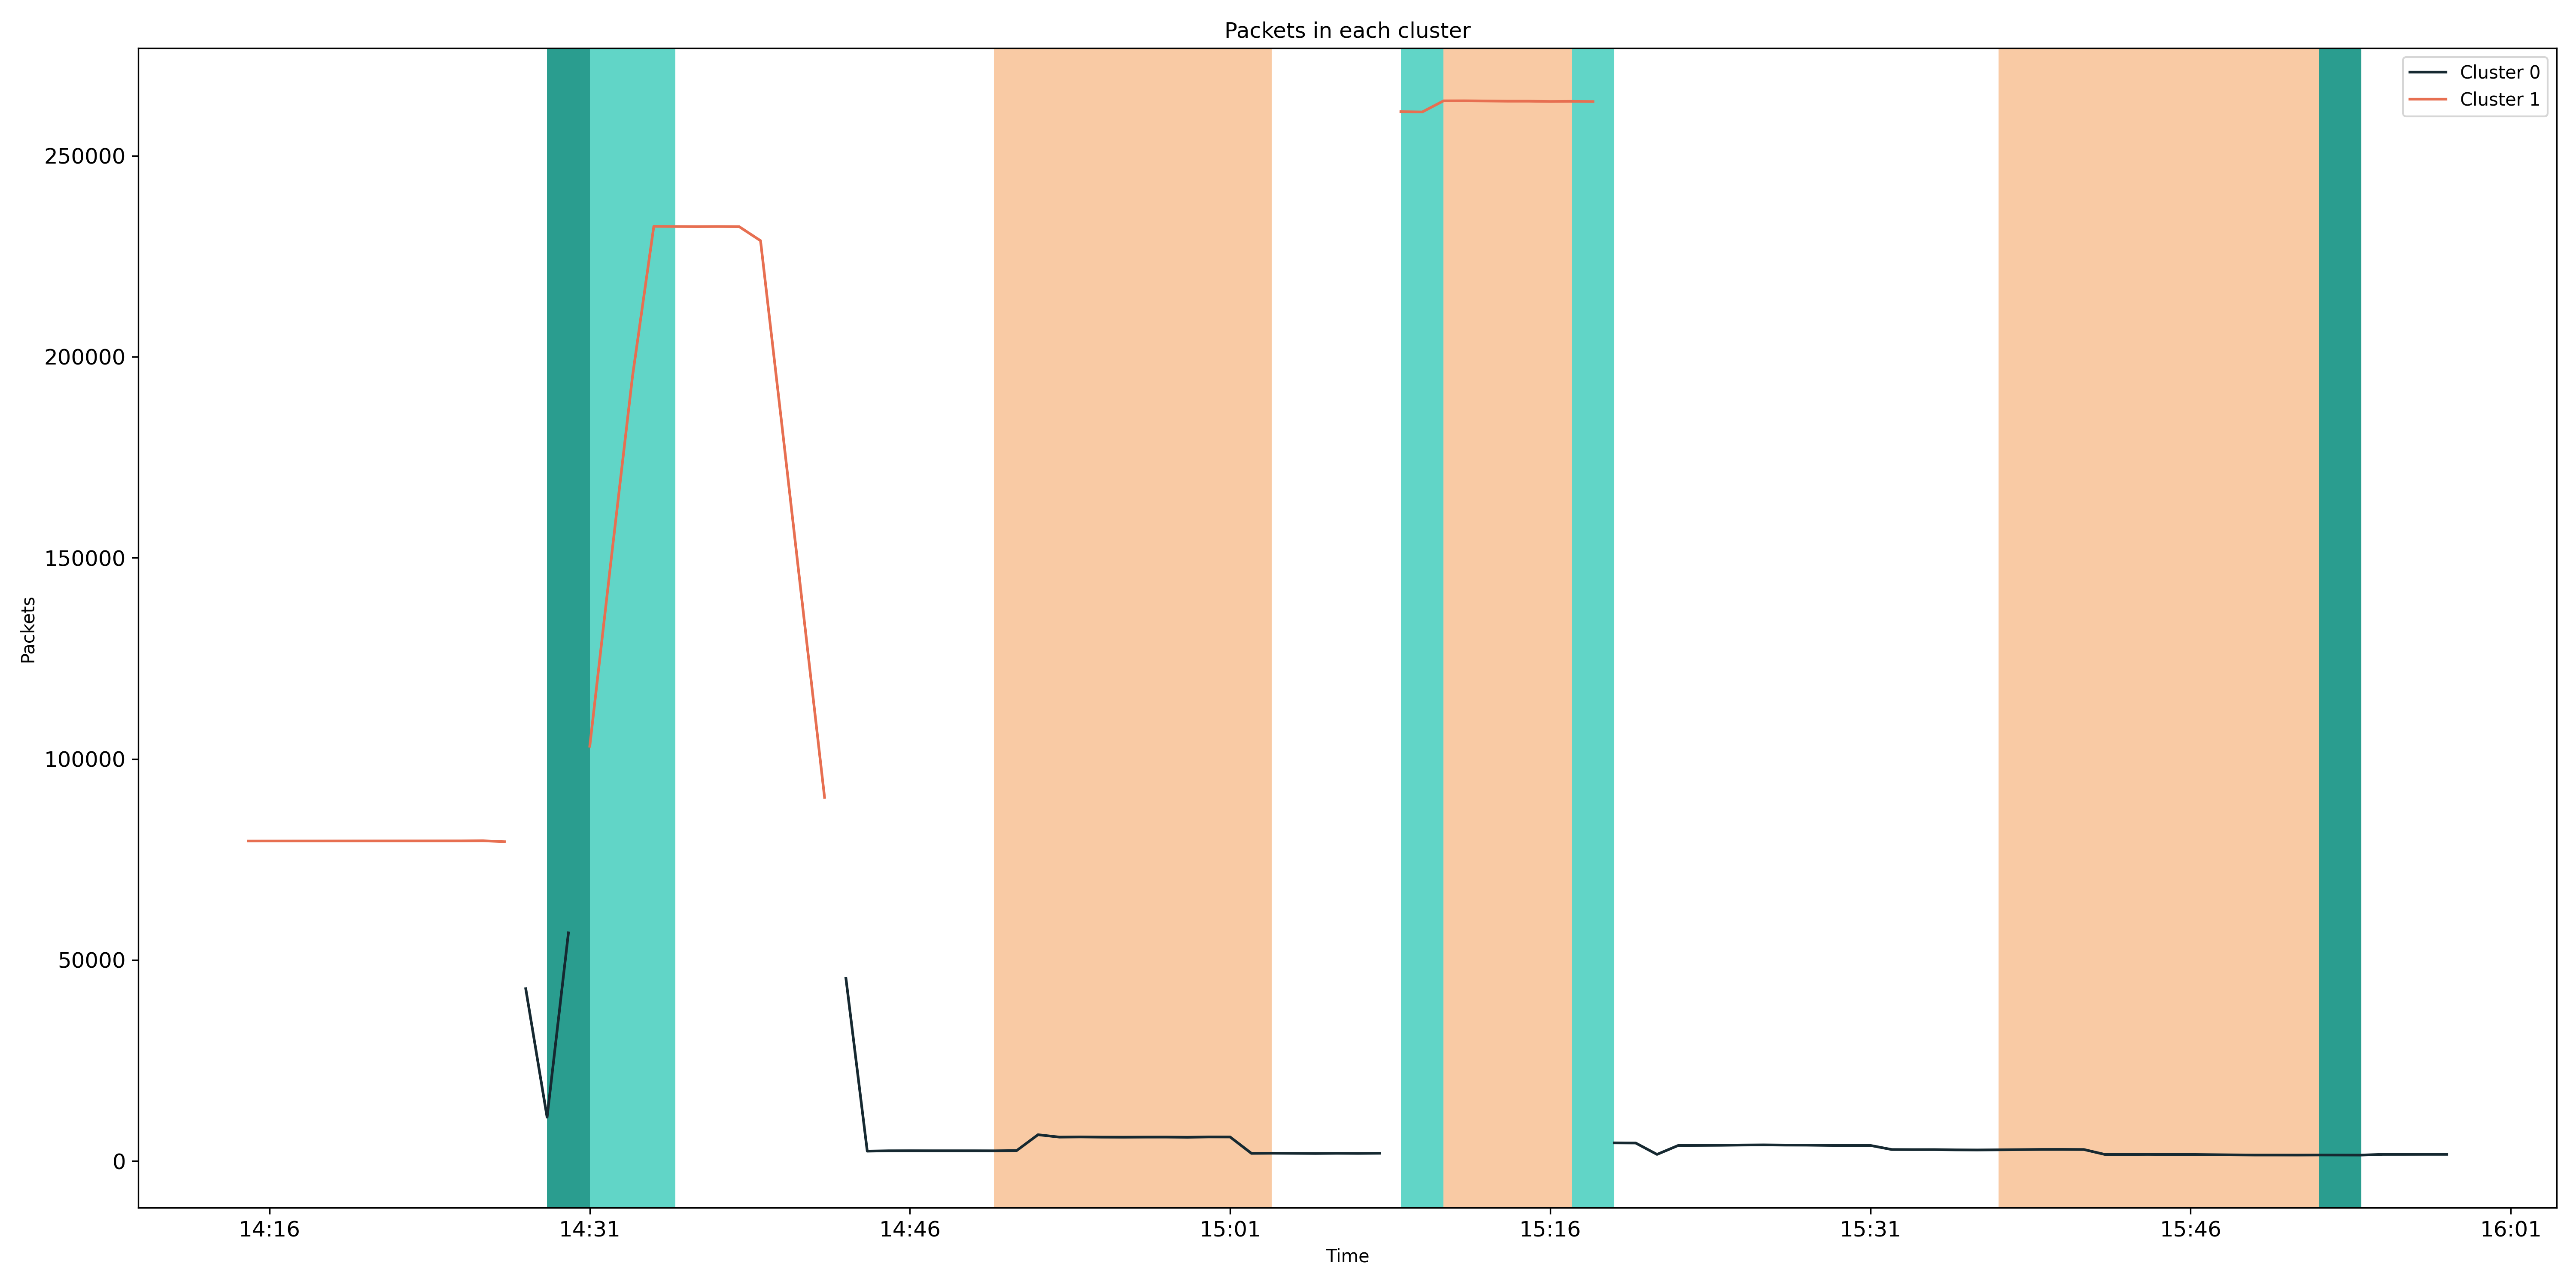 Packets in each cluster
Cluster 0
Cluster 1
250000
200000
150000
100000
50000
0
Packets
14:16
14:31
14:46
15:01
15:16
15:31
15:46
16:01
Time